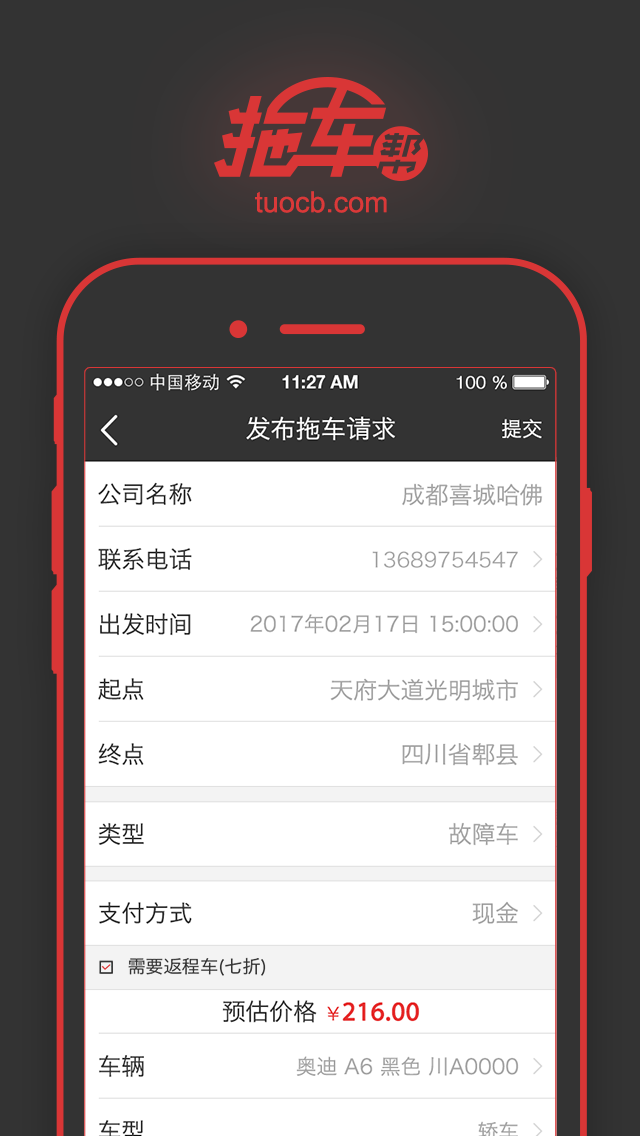 拖车帮
tuocb.com
中国移动 11:27 AM 100 %
发布拖车请求 提交
公司名称 成都喜城哈佛
联系电话 13689754547
出发时间 2017年02月17日 15:00:00
起点 天府大道光明城市
终点 四川省郫县
类型 故障车
支付方式 现金
需要返程车(七折)
预估价格 ¥216.00
车辆 奥迪 A6 黑色 川A0000
车型 轿车